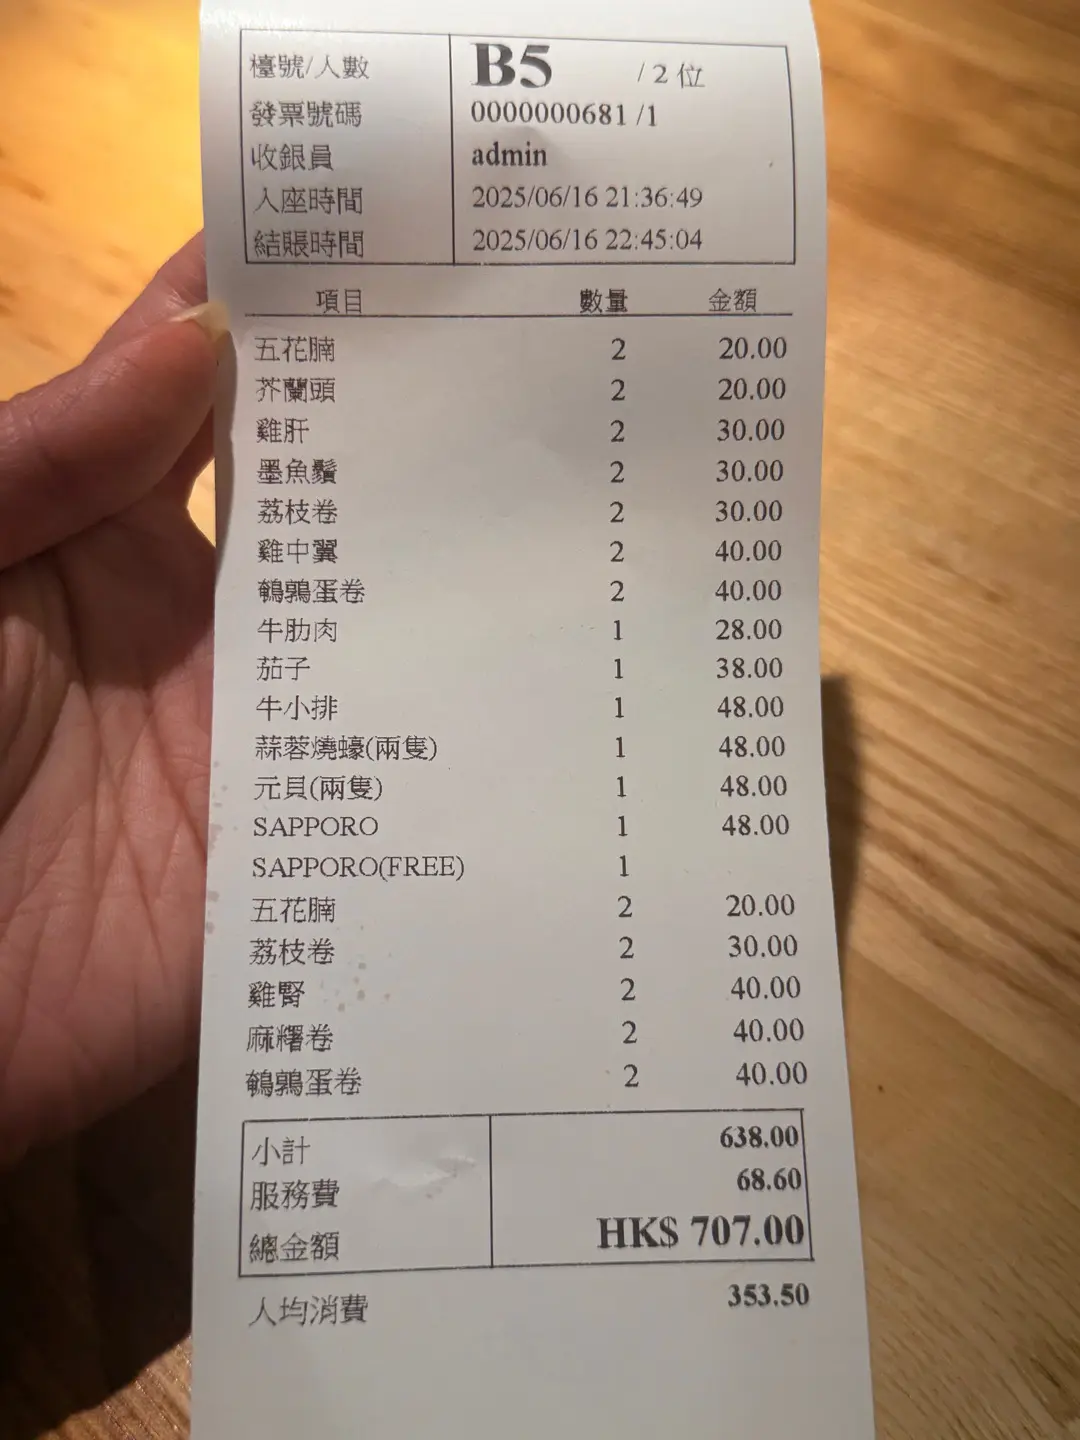 檯號/人數 B5 / 2 位
發票號碼 0000000681 /1
收銀員 admin
入座時間 2025/06/16 21:36:49
結賬時間 2025/06/16 22:45:04
項目 數量 金額
五花腩 2 20.00
芥蘭頭 2 20.00
雞肝 2 30.00
墨魚鬚 2 30.00
荔枝卷 2 30.00
雞中翼 2 40.00
鵪鶉蛋卷 2 40.00
牛肋肉 1 28.00
茄子 1 38.00
牛小排 1 48.00
蒜蓉燒蠔(兩隻) 1 48.00
元貝(兩隻) 1 48.00
SAPPORO 1 48.00
SAPPORO(FREE) 1
五花腩 2 20.00
荔枝卷 2 30.00
雞腎 2 40.00
麻糬卷 2 40.00
鵪鶉蛋卷 2 40.00
小計 638.00
服務費 68.60
總金額 HK$ 707.00
人均消費 353.50